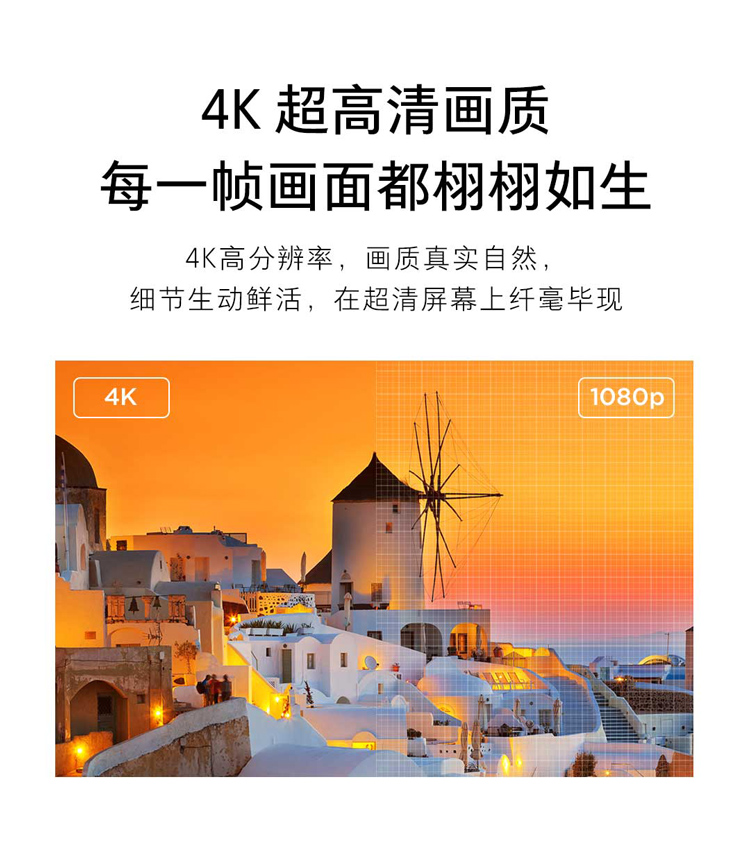 4K 超高清画质
每一帧画面都栩栩如生
4K高分辨率，画质真实自然，
细节生动鲜活，在超清屏幕上纤毫毕现
4K
1080p